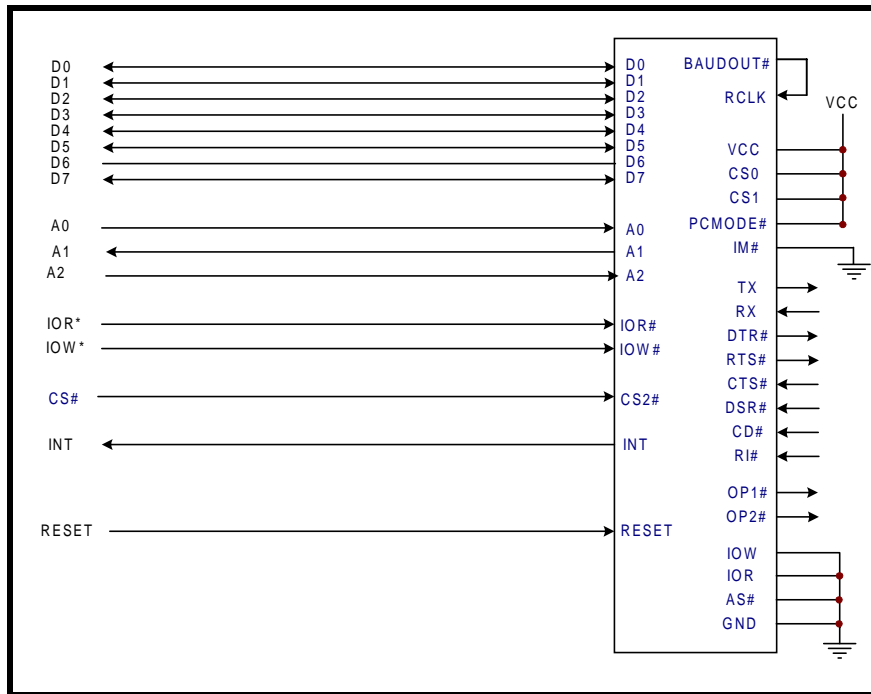 D0
D1
D2
D3
D4
D5
D6
D7
A0
A1
A2
IOR*
IOW*
CS#
INT
RESET
D0
D1
D2
D3
D4
D5
D6
D7
A0
A1
A2
IOR#
IOW#
CS2#
INT
RESET
BAUDOUT#
RCLK
VCC
VCC
CS0
CS1
PCMODE#
IM#
TX
RX
DTR#
RTS#
CTS#
DSR#
CD#
RI#
OP1#
OP2#
IOW
IOR
AS#
GND